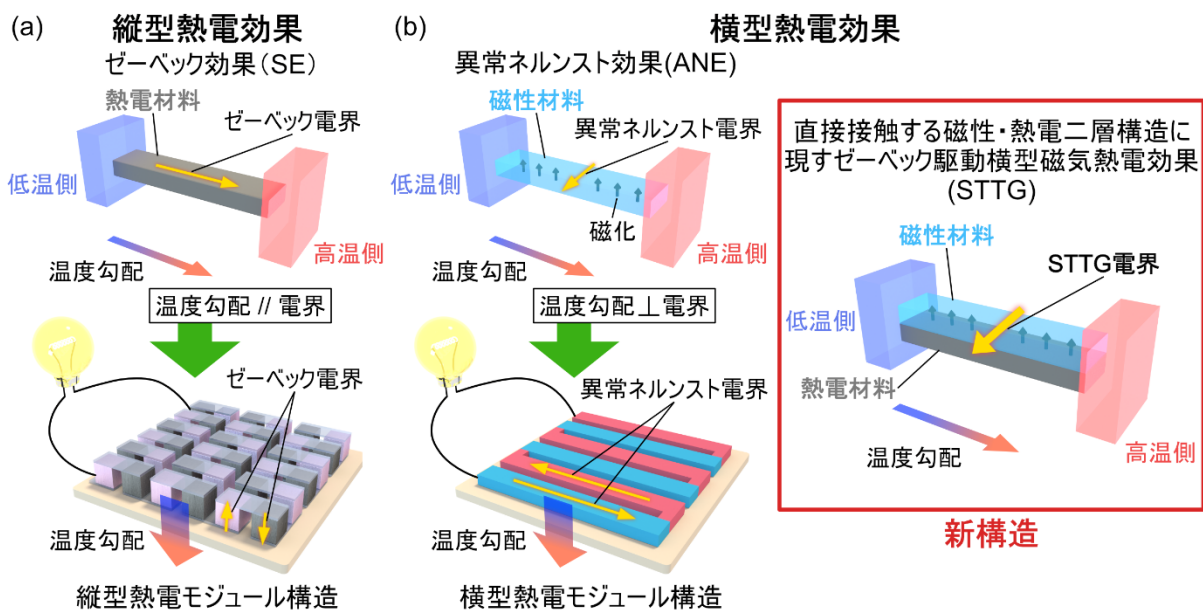 (a)
縦型熱電効果
ゼーベック効果(SE)
熱電材料
ゼーベック電界
低温側
高温側
温度勾配
温度勾配 // 電界
ゼーベック電界
温度勾配
縦型熱電モジュール構造
(b)
横型熱電効果
異常ネルンスト効果(ANE)
磁性材料
異常ネルンスト電界
低温側
磁化
高温側
温度勾配
温度勾配⊥電界
異常ネルンスト電界
温度勾配
横型熱電モジュール構造
直接接触する磁性・熱電二層構造に
現すゼーベック駆動横型磁気熱電効果
(STTG)
磁性材料
STTG電界
低温側
熱電材料
温度勾配
高温側
新構造